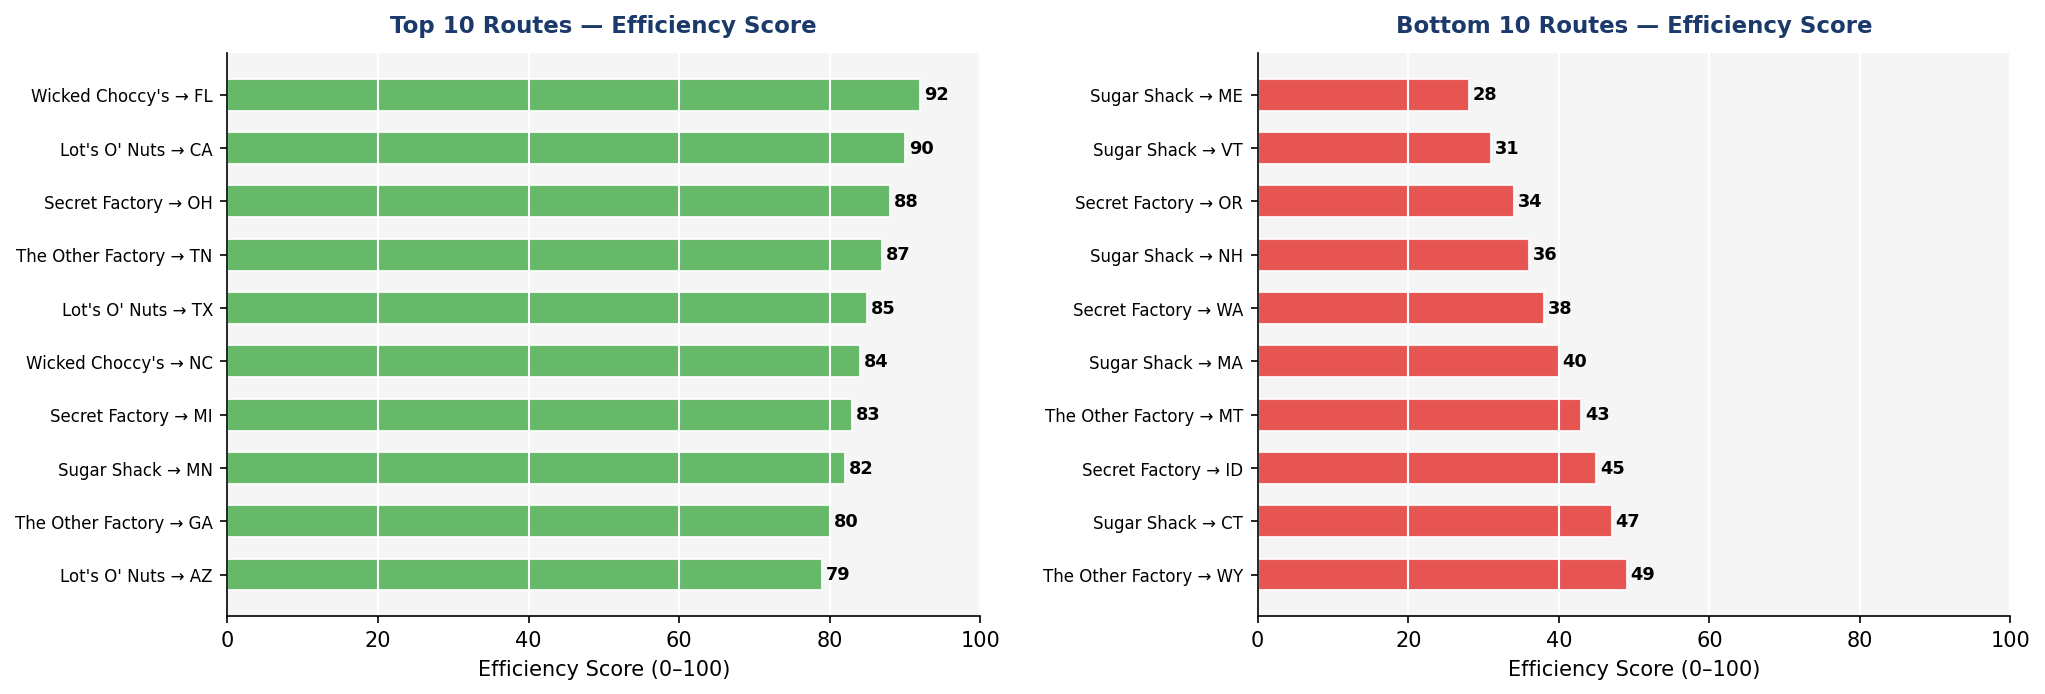 Top 10 Routes — Efficiency Score
Wicked Choccy's → FL 92
Lot's O' Nuts → CA 90
Secret Factory → OH 88
The Other Factory → TN 87
Lot's O' Nuts → TX 85
Wicked Choccy's → NC 84
Secret Factory → MI 83
Sugar Shack → MN 82
The Other Factory → GA 80
Lot's O' Nuts → AZ 79
0 20 40 60 80 100
Efficiency Score (0–100)
Bottom 10 Routes — Efficiency Score
Sugar Shack → ME 28
Sugar Shack → VT 31
Secret Factory → OR 34
Sugar Shack → NH 36
Secret Factory → WA 38
Sugar Shack → MA 40
The Other Factory → MT 43
Secret Factory → ID 45
Sugar Shack → CT 47
The Other Factory → WY 49
0 20 40 60 80 100
Efficiency Score (0–100)